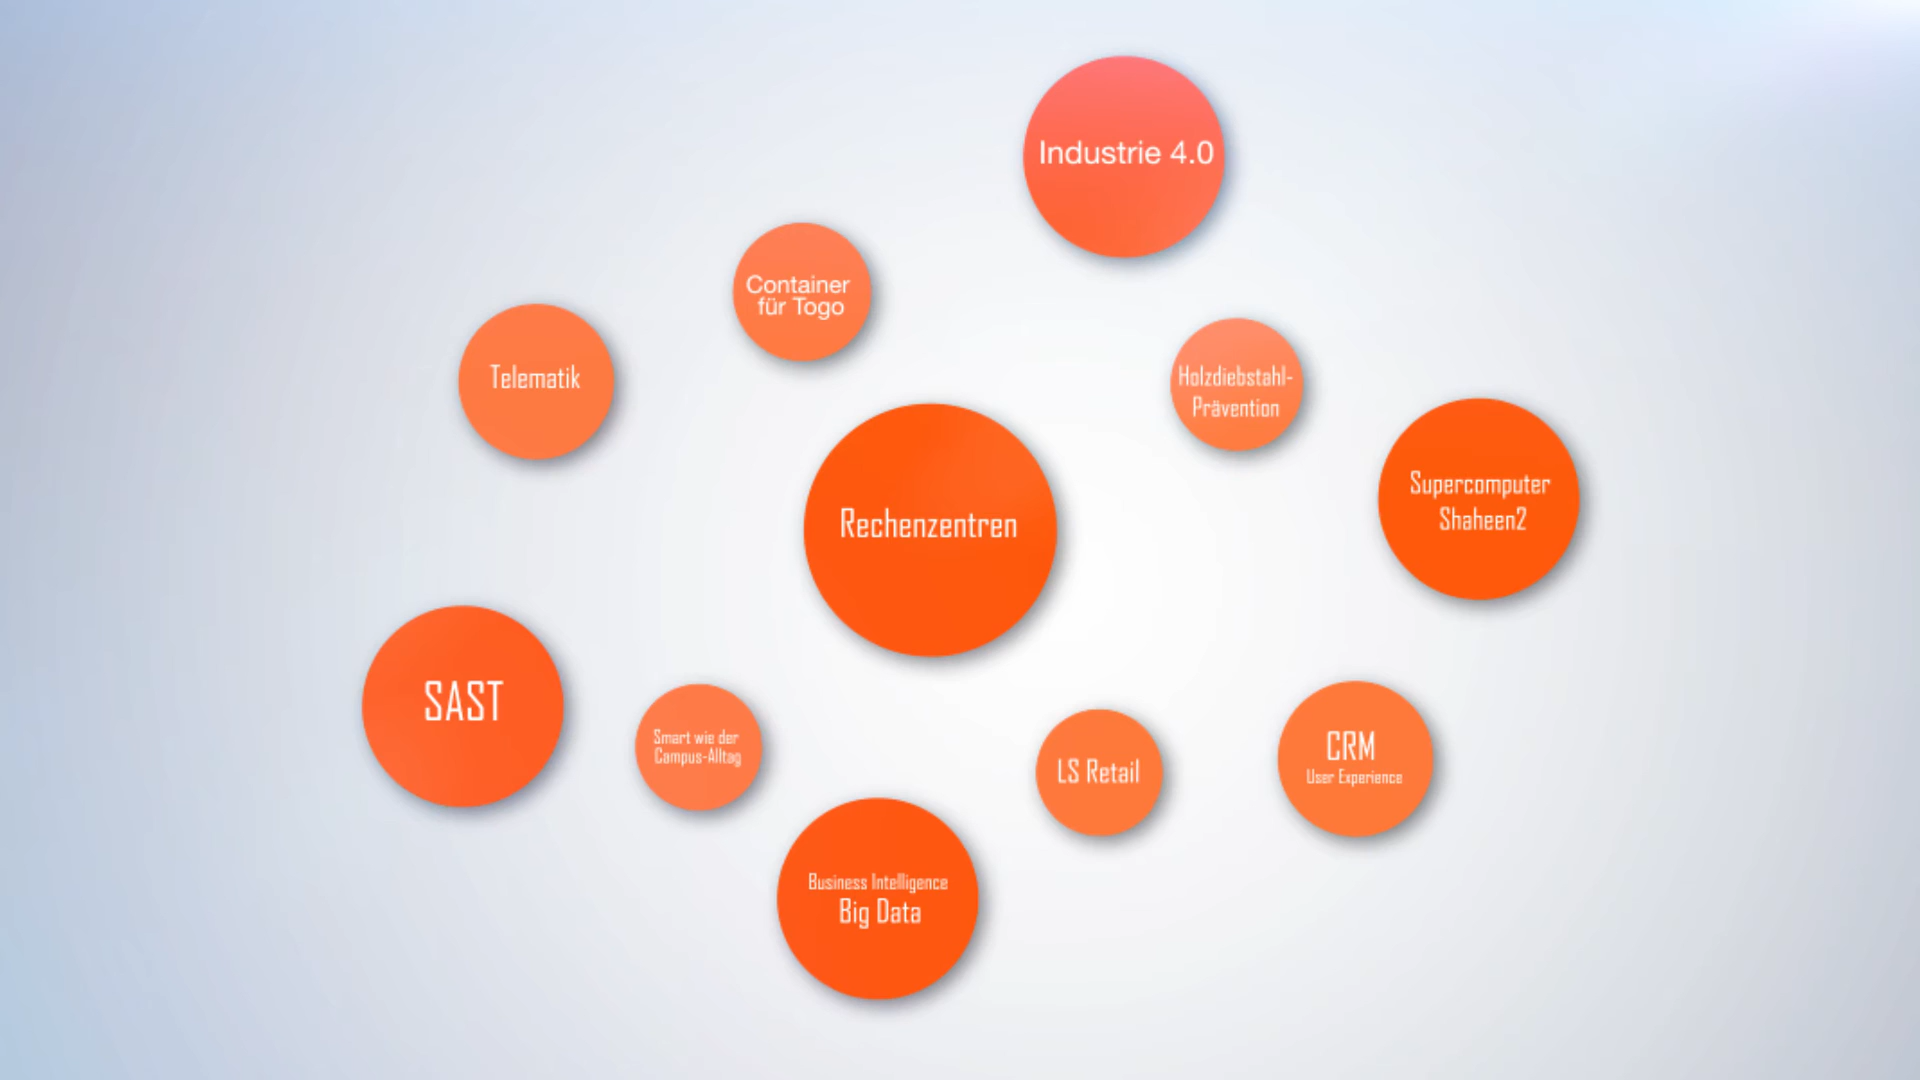 Industrie 4.0
Container
für Togo
Telematik
Holzdiebstahl-
Prävention
Supercomputer
Shaheen2
Rechenzentren
SAST
Smart wie der
Campus-Alltag
LS Retail
CRM
User Experience
Business Intelligence
Big Data